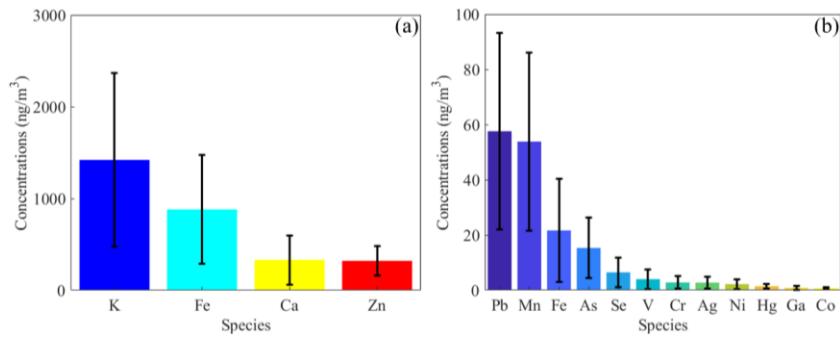 (a)
3000
2000
1000
0
Concentrations (ng/m³)
K Fe Ca Zn
Species
(b)
100
80
60
40
20
0
Concentrations (ng/m³)
Pb Mn Fe As Se V Cr Ag Ni Hg Ga Co
Species